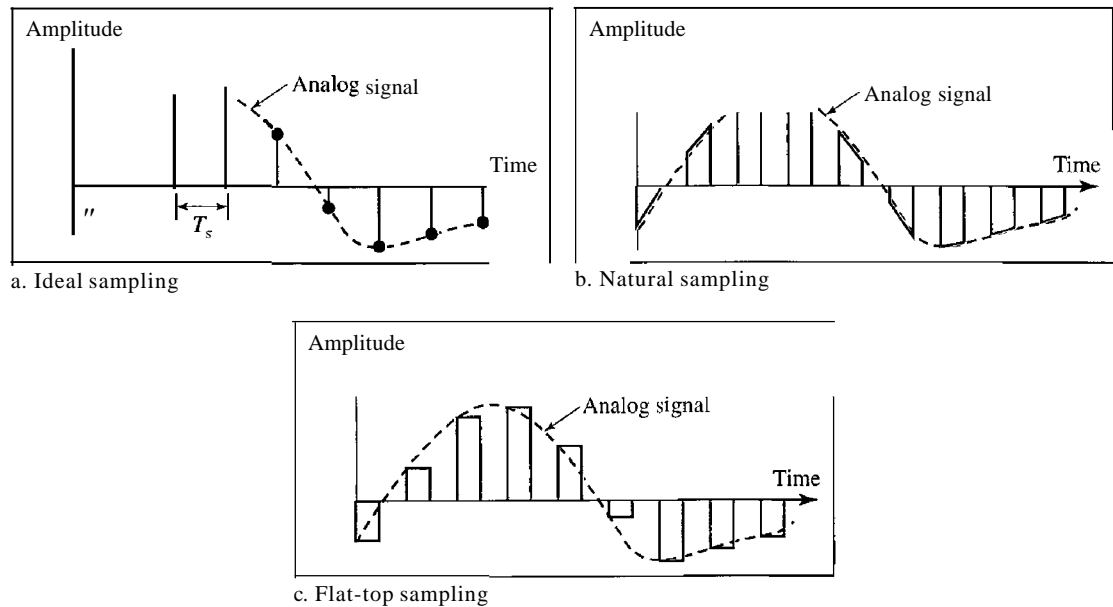 Amplitude
Analog signal
Time
"
Ts
a. Ideal sampling
Amplitude
Analog signal
Time
b. Natural sampling
Amplitude
Analog signal
Time
c. Flat-top sampling